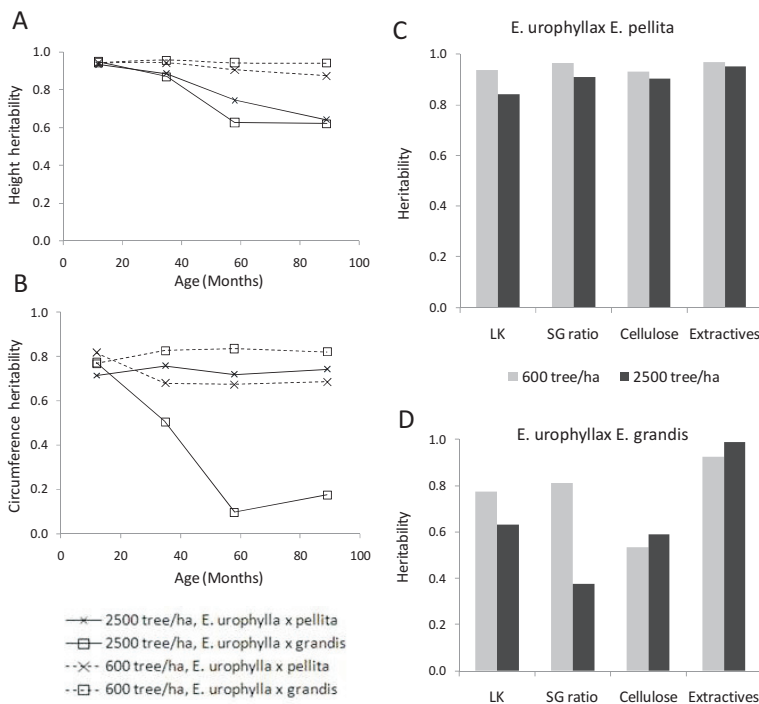 A
1.0
0.8
0.6
0.4
0.2
0.0
Height heritability
0 20 40 60 80 100
Age (Months)
B
1.0
0.8
0.6
0.4
0.2
0.0
Circumference heritability
0 20 40 60 80 100
Age (Months)
2500 tree/ha, E. urophylla x pellita
2500 tree/ha, E. urophylla x grandis
600 tree/ha, E. urophylla x pellita
600 tree/ha, E. urophylla x grandis
C
E. urophyllax E. pellita
1.0
0.8
0.6
0.4
0.2
0.0
Heritability
LK SG ratio Cellulose Extractives
600 tree/ha 2500 tree/ha
D
E. urophyllax E. grandis
1.0
0.8
0.6
0.4
0.2
0.0
Heritability
LK SG ratio Cellulose Extractives